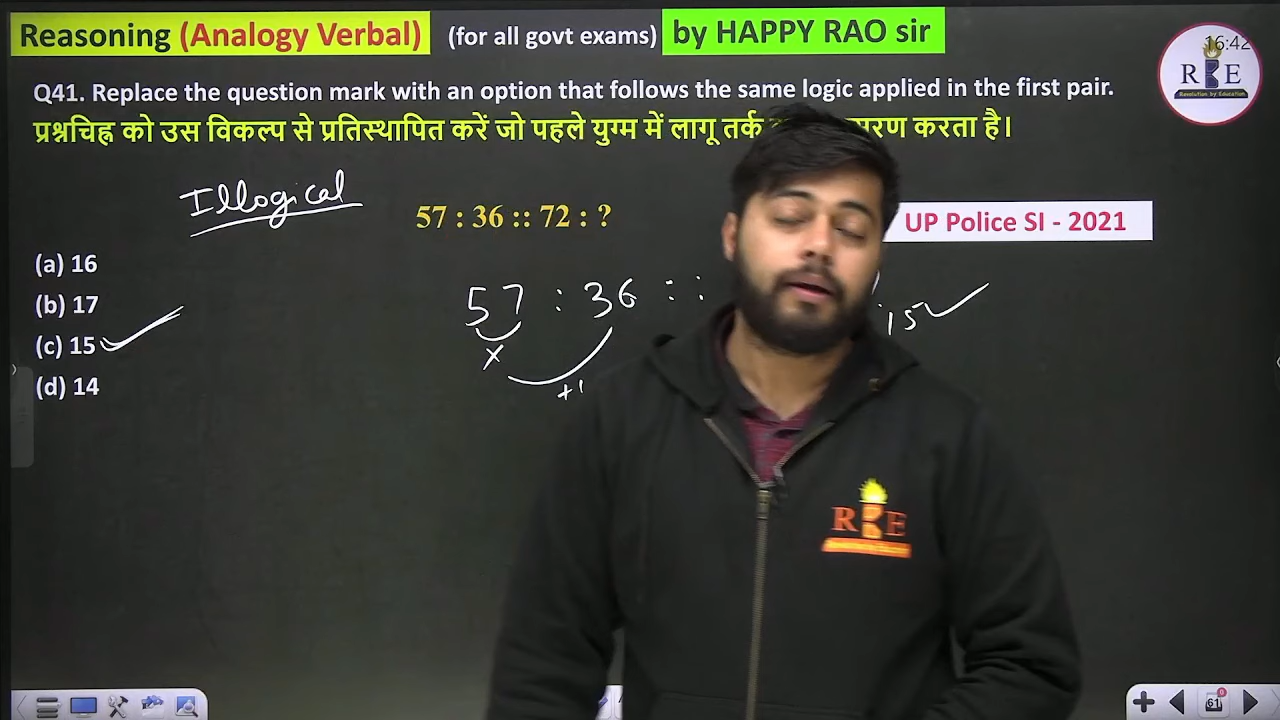 Reasoning (Analogy Verbal) (for all govt exams) by HAPPY RAO sir
16:42
R B E
Revolution by Education
Q41. Replace the question mark with an option that follows the same logic applied in the first pair.
प्रश्नचिह्न को उस विकल्प से प्रतिस्थापित करें जो पहले युग्म में लागू तर्क करता है।
Illogical
57 : 36 :: 72 : ?
UP Police SI - 2021
(a) 16
(b) 17
(c) 15
(d) 14
57 : 36 ::
15
x
+1
R B E
61